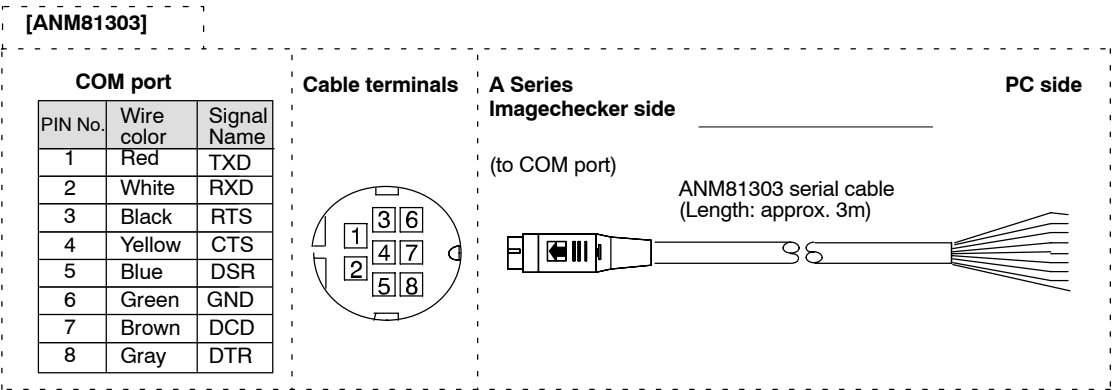 [ANM81303]
COM port
PIN No. Wire color Signal Name
1 Red TXD
2 White RXD
3 Black RTS
4 Yellow CTS
5 Blue DSR
6 Green GND
7 Brown DCD
8 Gray DTR
Cable terminals
3 6
1
4 7
2
5 8
A Series
Imagechecker side
PC side
(to COM port)
ANM81303 serial cable
(Length: approx. 3m)